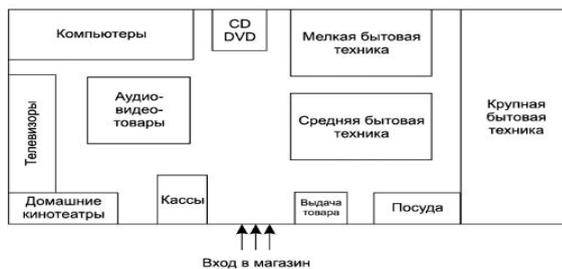 Компьютеры
CD
DVD
Мелкая бытовая
техника
Телевизоры
Аудио-
видео-
товары
Средняя бытовая
техника
Крупная
бытовая
техника
Домашние
кинотеатры
Кассы
Выдача
товара
Посуда
Вход в магазин